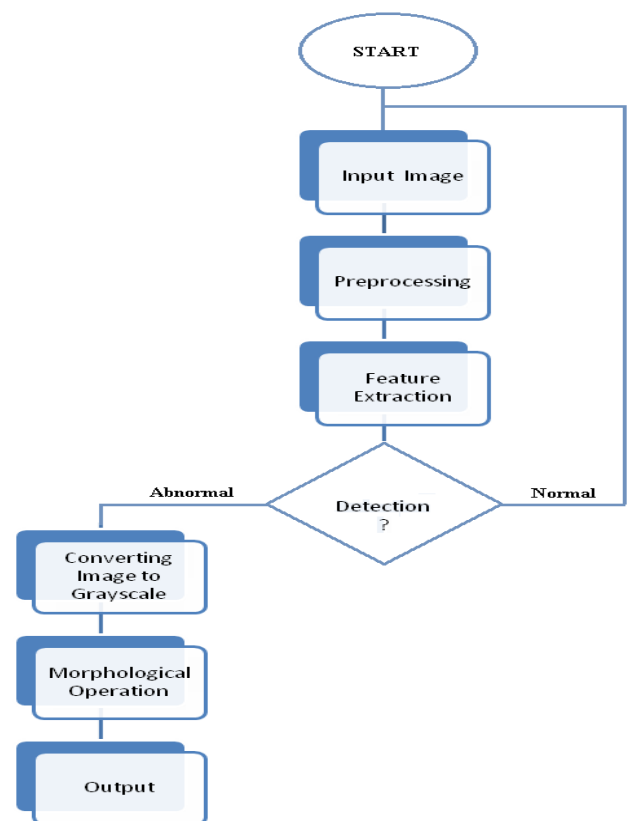 START
Input Image
Preprocessing
Feature
Extraction
Abnormal
Normal
Detection
?
Converting
Image to
Grayscale
Morphological
Operation
Output